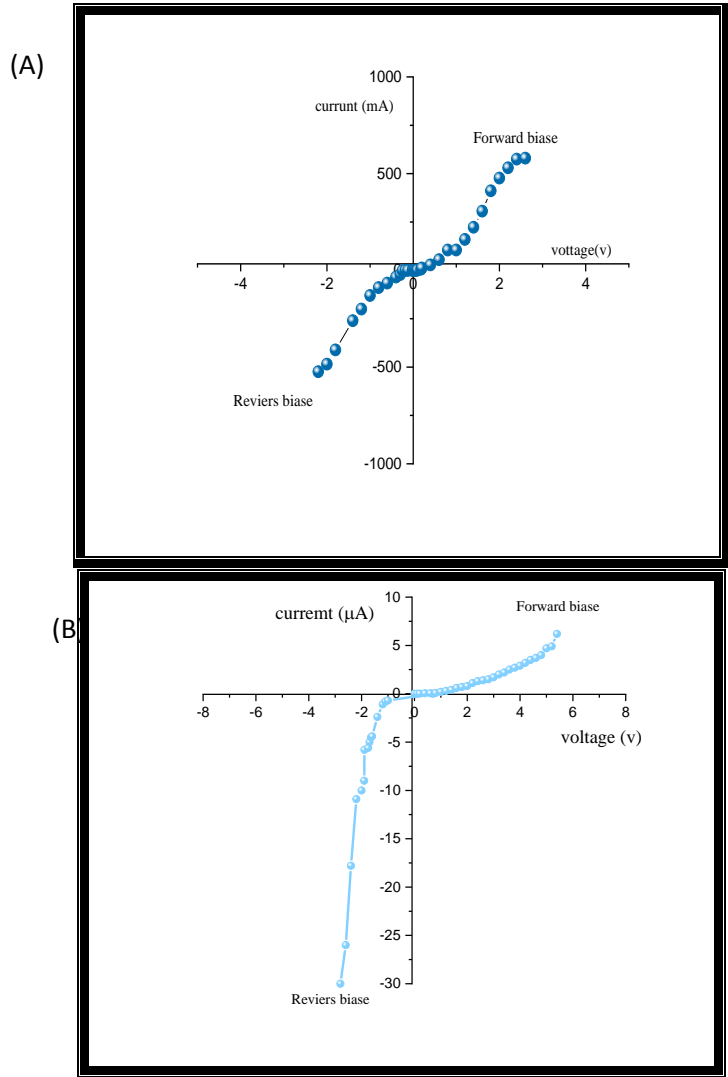 (A)
1000
currunt (mA)
Forward biase
500
vottage(v)
-4 -2 0 2 4
-500
Reviers biase
-1000
(B)
10
curremt (μA)
Forward biase
5
0
-8 -6 -4 -2 0 2 4 6 8
voltage (v)
-5
-10
-15
-20
-25
-30
Reviers biase